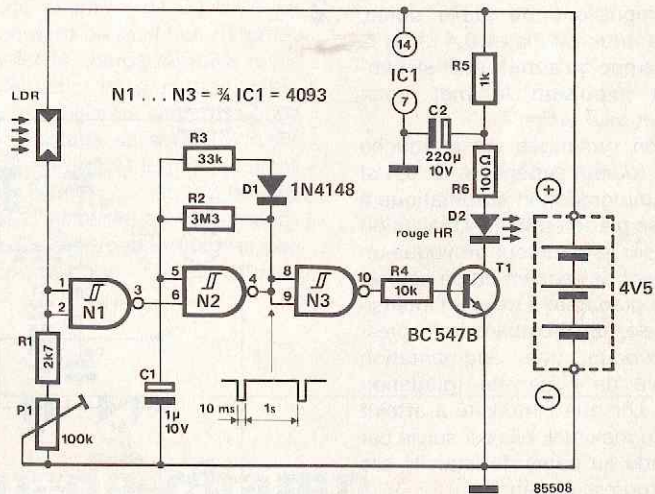 14
R5
1k
LDR
N1 . . . N3 = ¾ IC1 = 4093
IC1
7
C2
220µ
10V
R3
33k
D1
1N4148
R2
3M3
R6
100Ω
D2
rouge HR
T1
4V5
1
2
N1
3
5
6
N2
4
8
9
N3
10
R4
10k
BC 547B
R1
2k7
P1
100k
C1
1µ
10V
10 ms
1s
85508